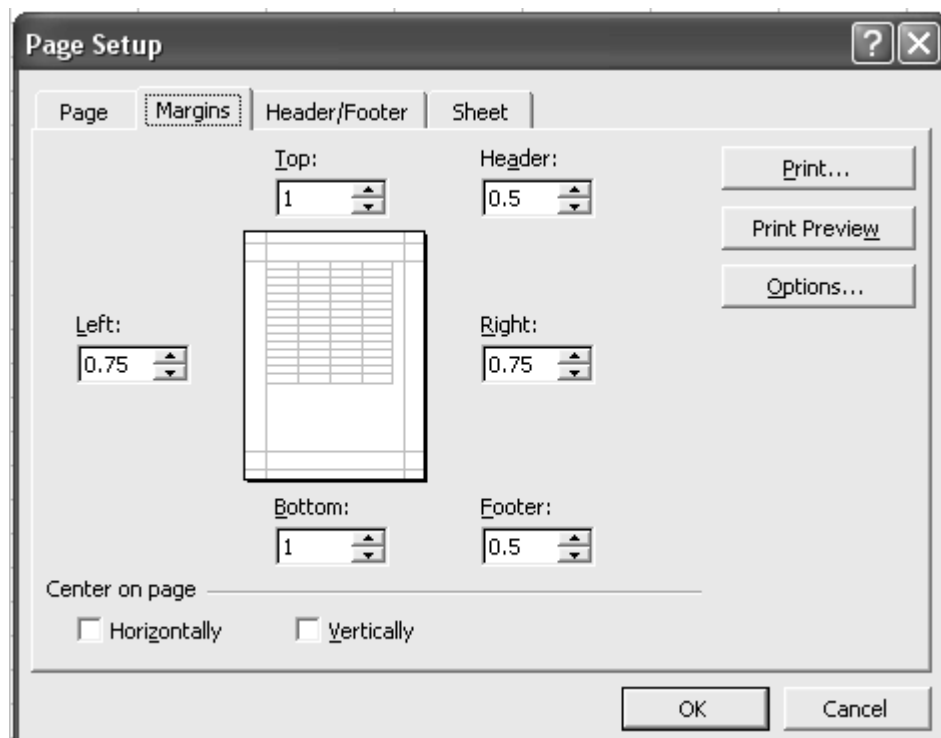 Page Setup
Page Margins Header/Footer Sheet
Top: Header: Print...
1 0.5
Print Preview
Options...
Left: Right:
0.75 0.75
Bottom: Footer:
1 0.5
Center on page
Horizontally Vertically
OK Cancel